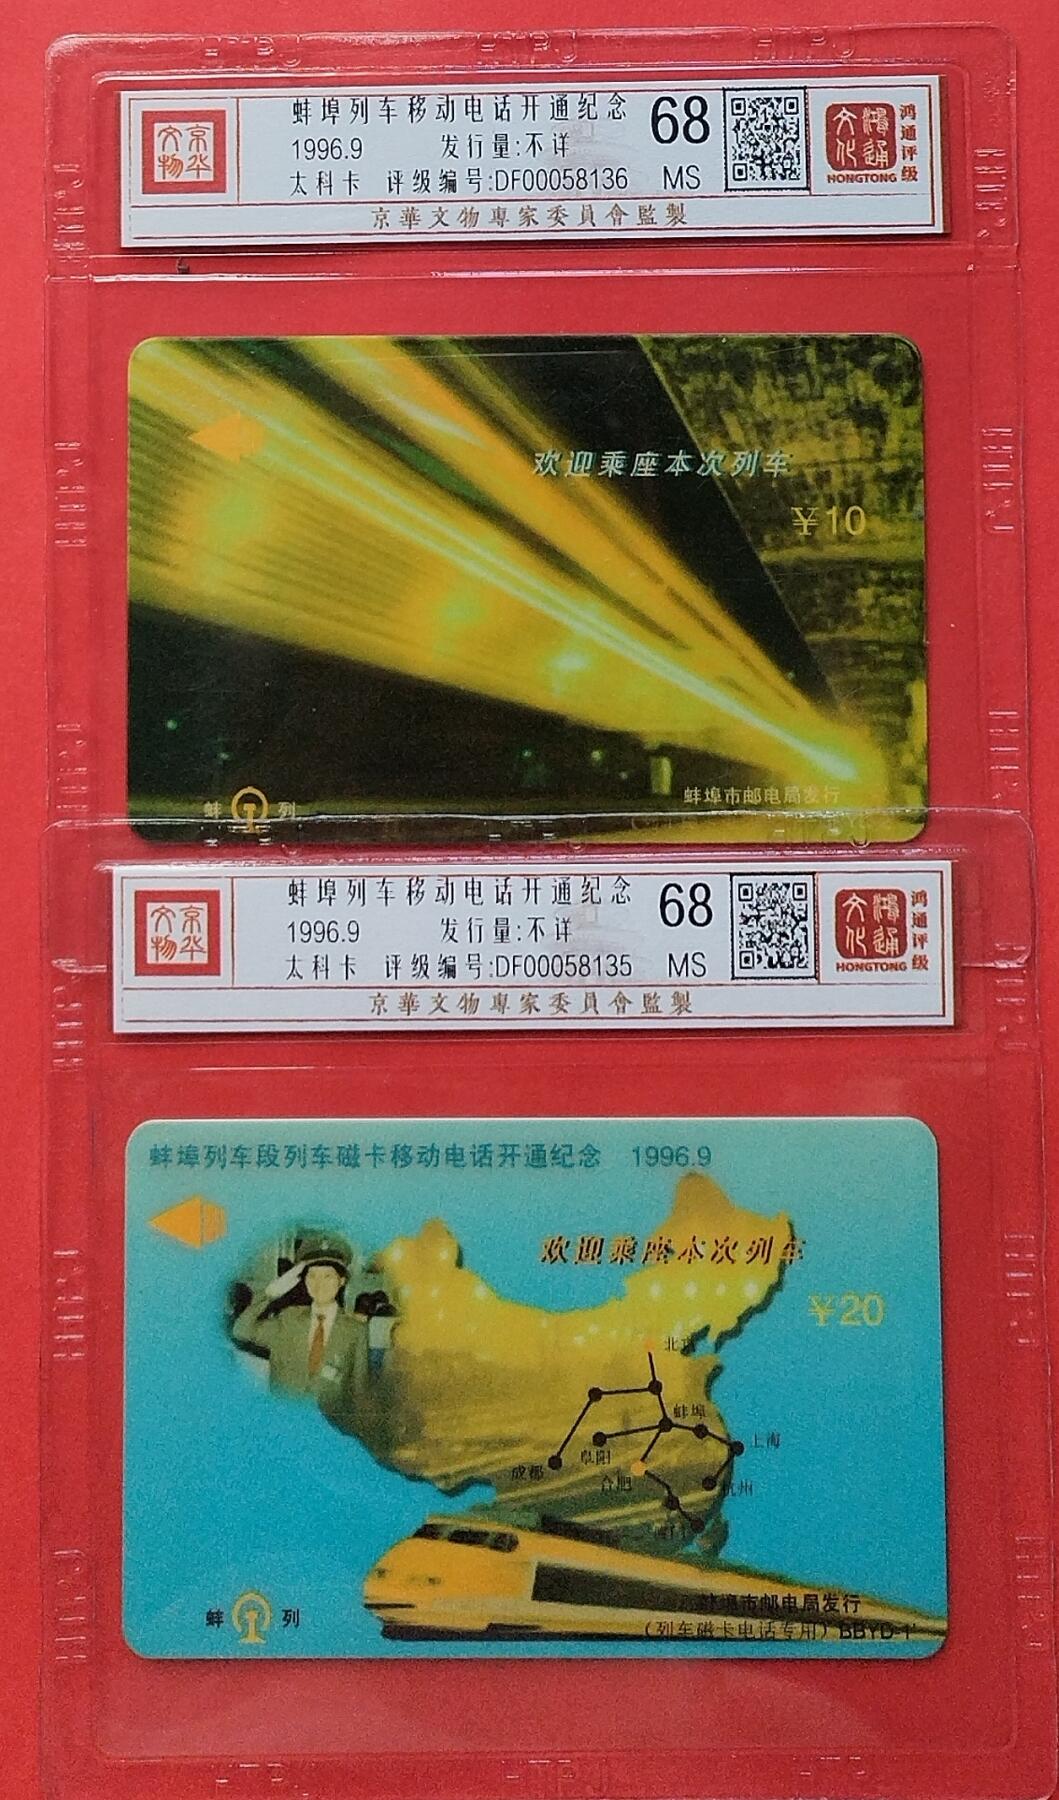 京华文物
蚌埠列车移动电话开通纪念
1996.9 发行量:不详
太科卡 评级编号:DF00058136
68
MS
鸿通文化
HONGTONG
鸿通评级
京華文物專家委員會監製
欢迎乘座本次列车
￥10
蚌 列
蚌埠市邮电局发行
京华文物
蚌埠列车移动电话开通纪念
1996.9 发行量:不详
太科卡 评级编号:DF00058135
68
MS
鸿通文化
HONGTONG
鸿通评级
京華文物專家委員會監製
蚌埠列车段列车磁卡移动电话开通纪念 1996.9
欢迎乘座本次列车
￥20
北京
蚌埠
上海
阜阳
成都
合肥
杭州
蚌 列
蚌埠市邮电局发行
(列车磁卡电话专用) BBYD-1